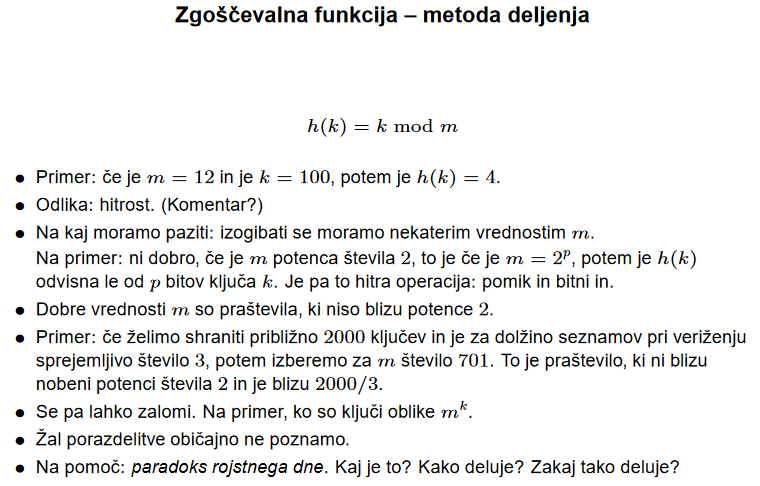 Zgoščevalna funkcija – metoda deljenja
h(k) = k mod m
• Primer: če je m = 12 in je k = 100, potem je h(k) = 4.
• Odlika: hitrost. (Komentar?)
• Na kaj moramo paziti: izogibati se moramo nekaterim vrednostim m.
Na primer: ni dobro, če je m potenca števila 2, to je če je m = 2^p, potem je h(k)
odvisna le od p bitov ključa k. Je pa to hitra operacija: pomik in bitni in.
• Dobre vrednosti m so praštevila, ki niso blizu potence 2.
• Primer: če želimo shraniti približno 2000 ključev in je za dolžino seznamov pri veriženju
sprejemljivo število 3, potem izberemo za m število 701. To je praštevilo, ki ni blizu
nobeni potenci števila 2 in je blizu 2000/3.
• Se pa lahko zalomi. Na primer, ko so ključi oblike m^k.
• Žal porazdelitve običajno ne poznamo.
• Na pomoč: paradoks rojstnega dne. Kaj je to? Kako deluje? Zakaj tako deluje?